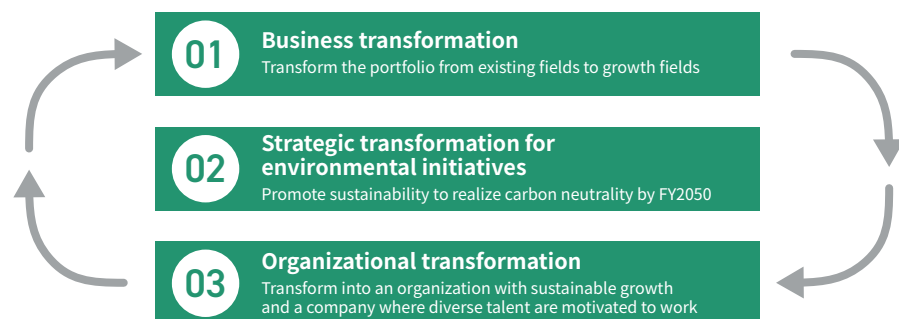 01
Business transformation
Transform the portfolio from existing fields to growth fields
02
Strategic transformation for
environmental initiatives
Promote sustainability to realize carbon neutrality by FY2050
03
Organizational transformation
Transform into an organization with sustainable growth
and a company where diverse talent are motivated to work